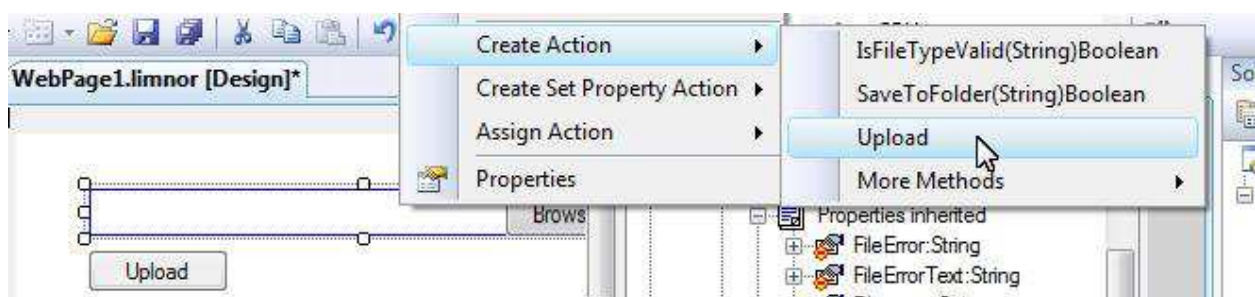 WebPage1.limnor [Design]*
Create Action
Create Set Property Action
Assign Action
Properties
IsFileTypeValid(String)Boolean
SaveToFolder(String)Boolean
Upload
More Methods
So
Brows
Upload
Properties inherited
FileError:String
FileErrorText:String